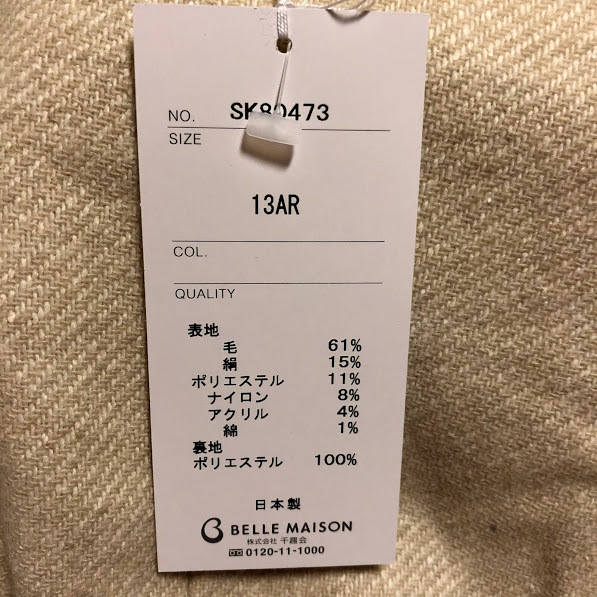 NO. SK80473
SIZE
13AR
COL.
QUALITY
表地
毛 61%
絹 15%
ポリエステル 11%
ナイロン 8%
アクリル 4%
綿 1%
裏地
ポリエステル 100%
日本製
BELLE MAISON
株式会社 千趣会
0120-11-1000